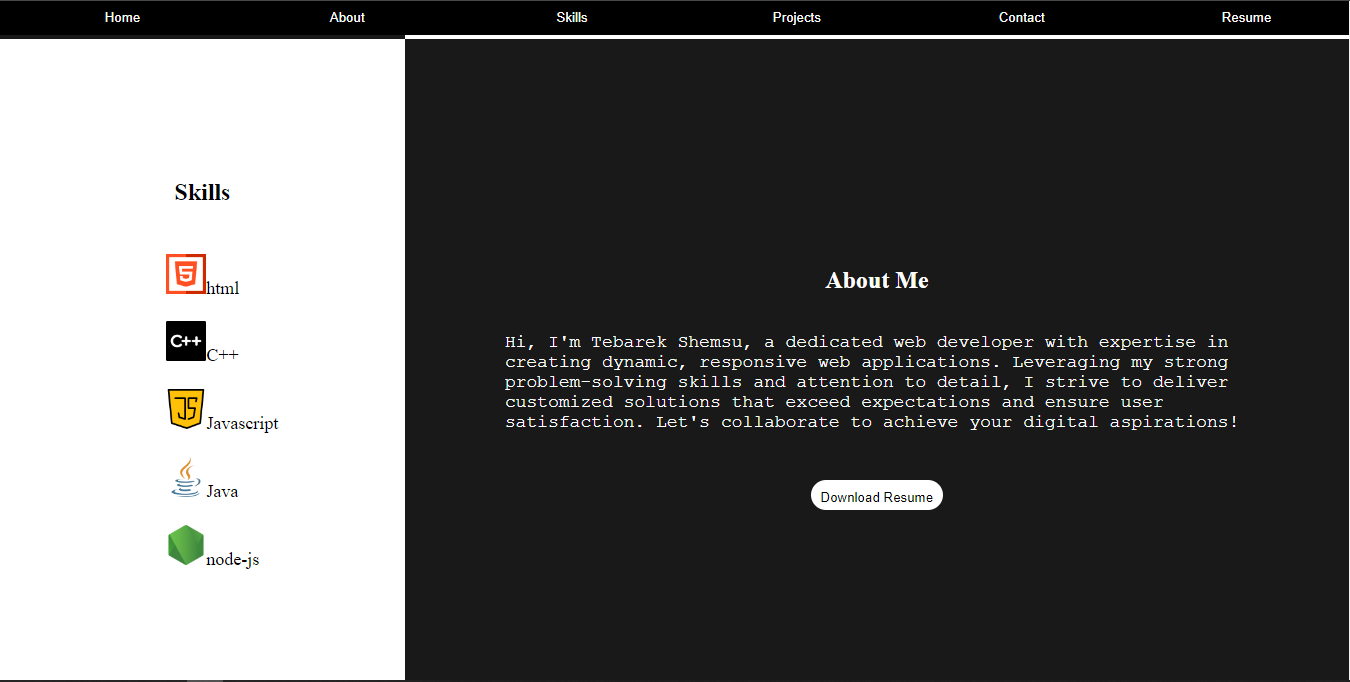 Home About Skills Projects Contact Resume
Skills
5
html
C++
C++
JS
Javascript
Java
node-js
About Me
Hi, I'm Tebarek Shemsu, a dedicated web developer with expertise in
creating dynamic, responsive web applications. Leveraging my strong
problem-solving skills and attention to detail, I strive to deliver
customized solutions that exceed expectations and ensure user
satisfaction. Let's collaborate to achieve your digital aspirations!
Download Resume